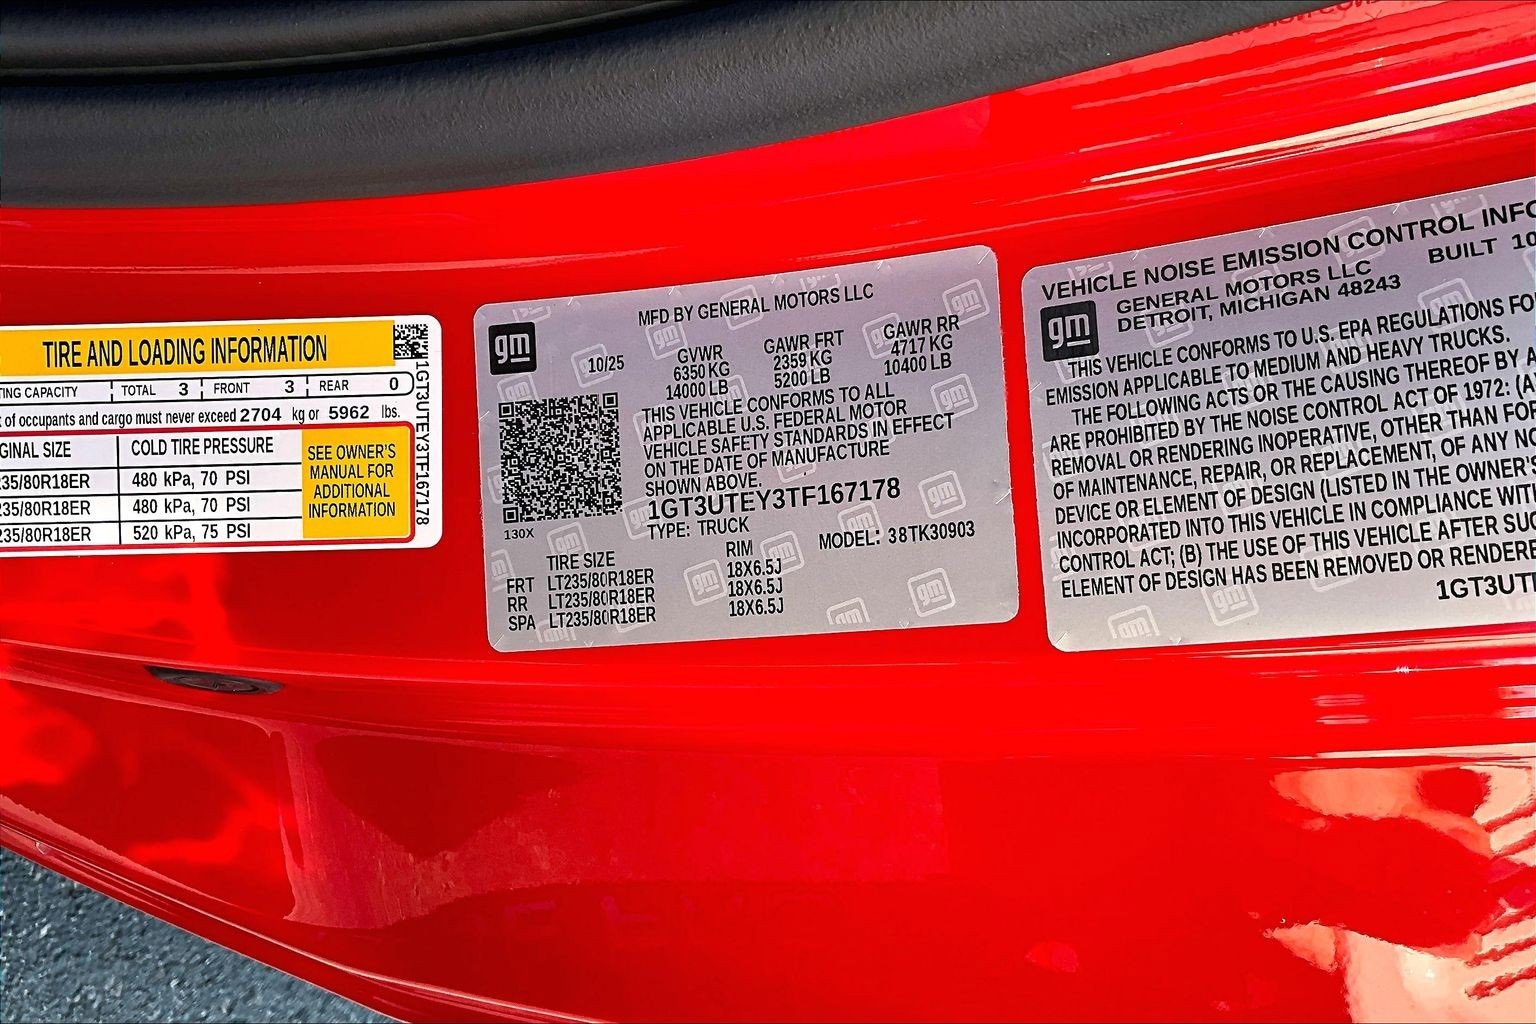 TIRE AND LOADING INFORMATION
TING CAPACITY TOTAL 3 FRONT 3 REAR 0
of occupants and cargo must never exceed 2704 kg or 5962 lbs.
GINAL SIZE COLD TIRE PRESSURE
235/80R18ER 480 kPa, 70 PSI
235/80R18ER 480 kPa, 70 PSI
235/80R18ER 520 kPa, 75 PSI
SEE OWNER'S
MANUAL FOR
ADDITIONAL
INFORMATION
1GT3UTEY3TF167178
gm
MFD BY GENERAL MOTORS LLC
10/25 GVWR GAWR FRT GAWR RR
6350 KG 2359 KG 4717 KG
14000 LB 5200 LB 10400 LB
THIS VEHICLE CONFORMS TO ALL
APPLICABLE U.S. FEDERAL MOTOR
VEHICLE SAFETY STANDARDS IN EFFECT
ON THE DATE OF MANUFACTURE
SHOWN ABOVE.
1GT3UTEY3TF167178
130X
TYPE: TRUCK MODEL: 38TK30903
TIRE SIZE RIM
FRT LT235/80R18ER 18X6.5J
RR LT235/80R18ER 18X6.5J
SPA LT235/80R18ER 18X6.5J
VEHICLE NOISE EMISSION CONTROL INFO
gm
GENERAL MOTORS LLC BUILT 10
DETROIT, MICHIGAN 48243
THIS VEHICLE CONFORMS TO U.S. EPA REGULATIONS FO
EMISSION APPLICABLE TO MEDIUM AND HEAVY TRUCKS.
THE FOLLOWING ACTS OR THE CAUSING THEREOF BY A
ARE PROHIBITED BY THE NOISE CONTROL ACT OF 1972: (A
REMOVAL OR RENDERING INOPERATIVE, OTHER THAN FO
OF MAINTENANCE, REPAIR, OR REPLACEMENT, OF ANY NO
DEVICE OR ELEMENT OF DESIGN (LISTED IN THE OWNER'S
INCORPORATED INTO THIS VEHICLE IN COMPLIANCE WITH
CONTROL ACT; (B) THE USE OF THIS VEHICLE AFTER SU
ELEMENT OF DESIGN HAS BEEN REMOVED OR RENDERE
1GT3UT